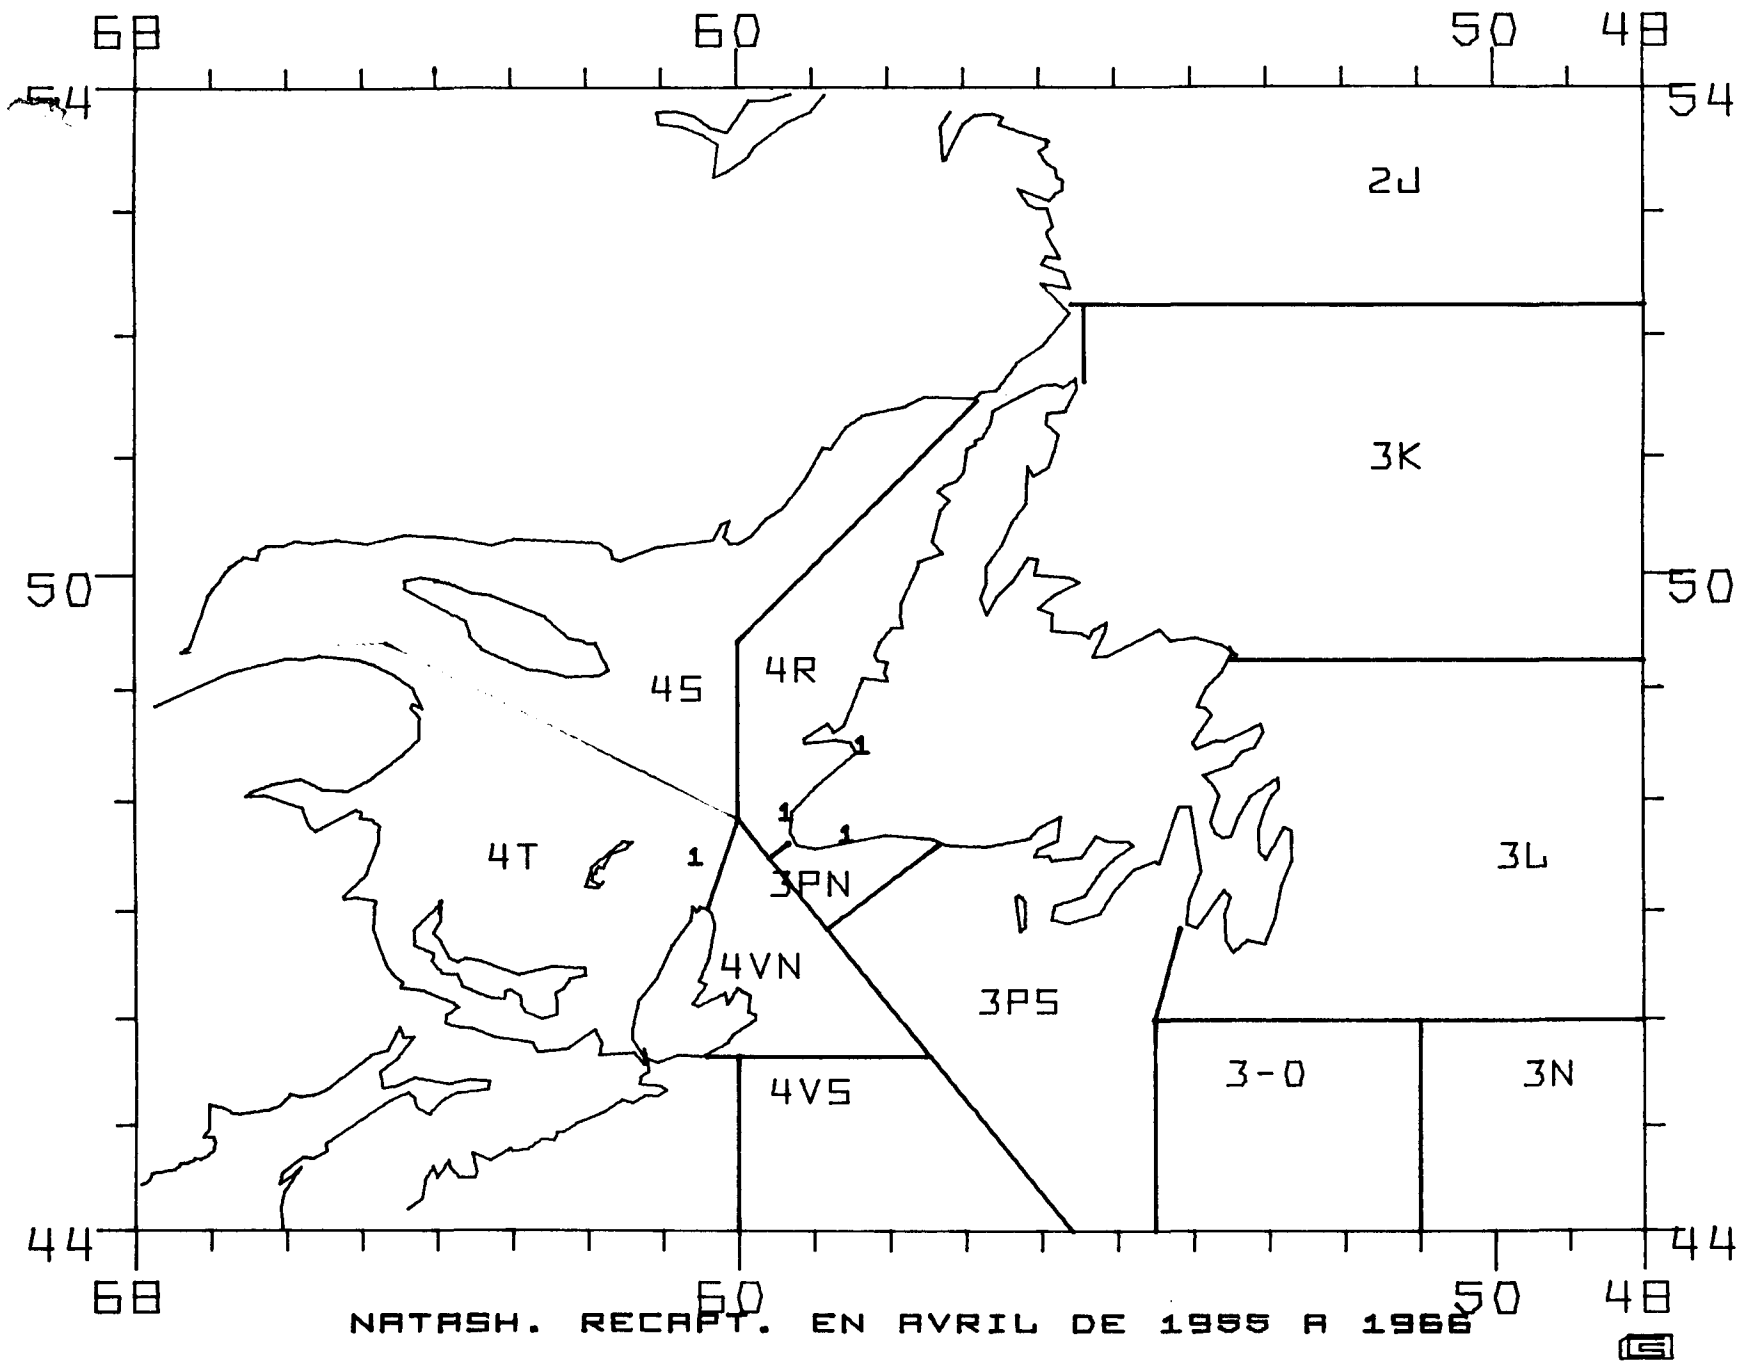 68 60 50 48
54 54
2J
3K
50 50
4R
4S
1
1
1
4T 1 3L
3PN
4VN
3PS
3-O 3N
4VS
44 44
68 60 50 48
NATASH. RECAPT. EN AVRIL DE 1955 A 1966